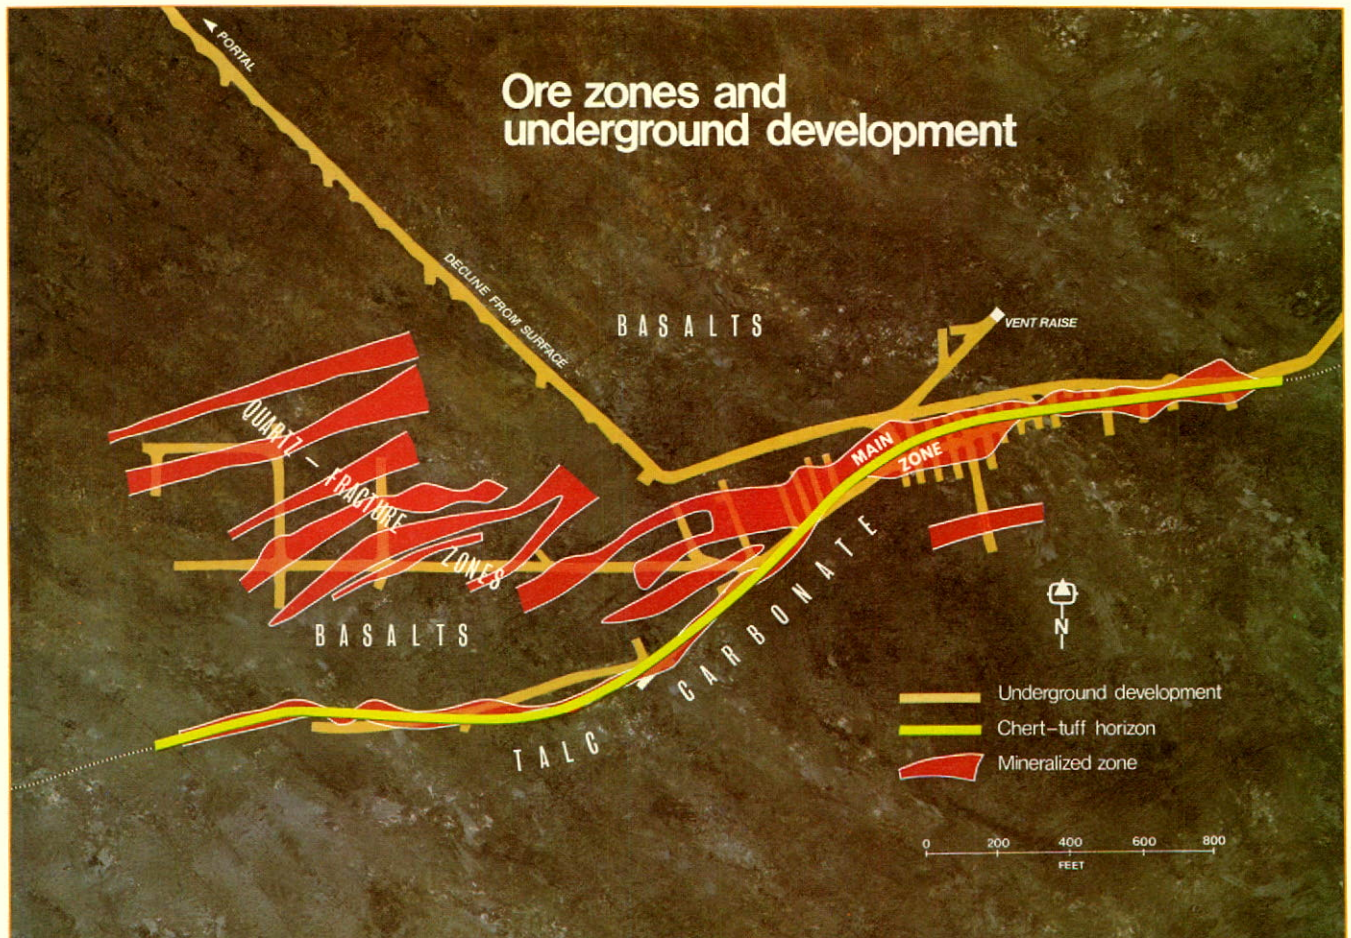 PORTAL
Ore zones and
underground development
DECLINE FROM SURFACE
BASALTS
VENT RAISE
QUARTZ – FRACTURE ZONES
MAIN
ZONE
BASALTS
TALC CARBONATE
N
Underground development
Chert–tuff horizon
Mineralized zone
0 200 400 600 800
FEET